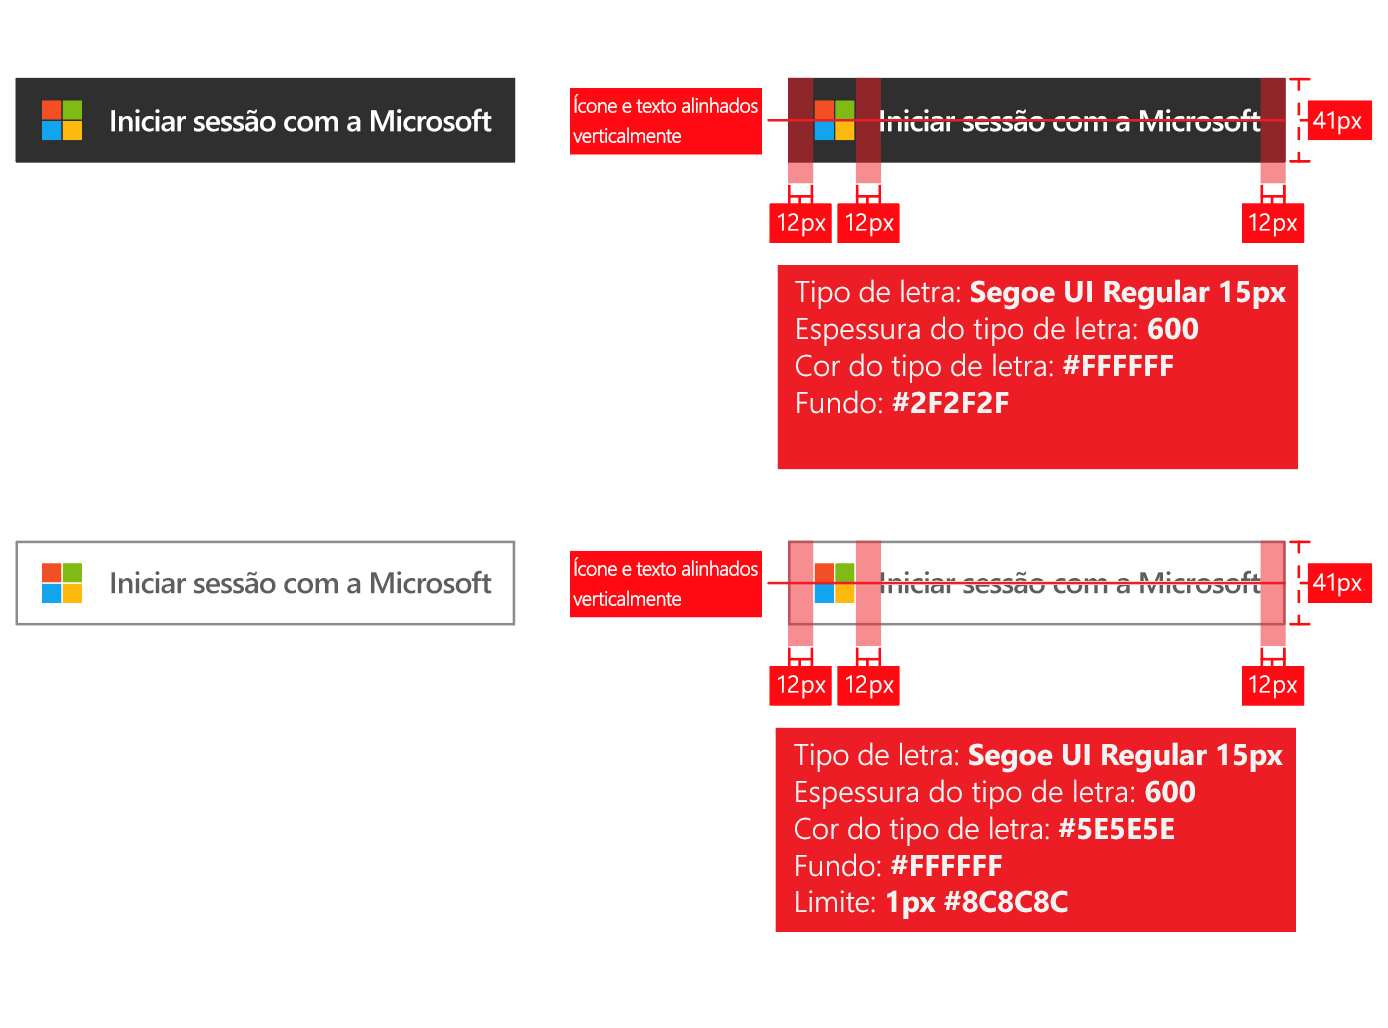 Iniciar sessão com a Microsoft
Ícone e texto alinhados
verticalmente
Iniciar sessão com a Microsoft
41px
12px
12px
12px
Tipo de letra: Segoe UI Regular 15px
Espessura do tipo de letra: 600
Cor do tipo de letra: #FFFFFF
Fundo: #2F2F2F
Iniciar sessão com a Microsoft
Ícone e texto alinhados
verticalmente
Iniciar sessão com a Microsoft
41px
12px
12px
12px
Tipo de letra: Segoe UI Regular 15px
Espessura do tipo de letra: 600
Cor do tipo de letra: #5E5E5E
Fundo: #FFFFFF
Limite: 1px #8C8C8C